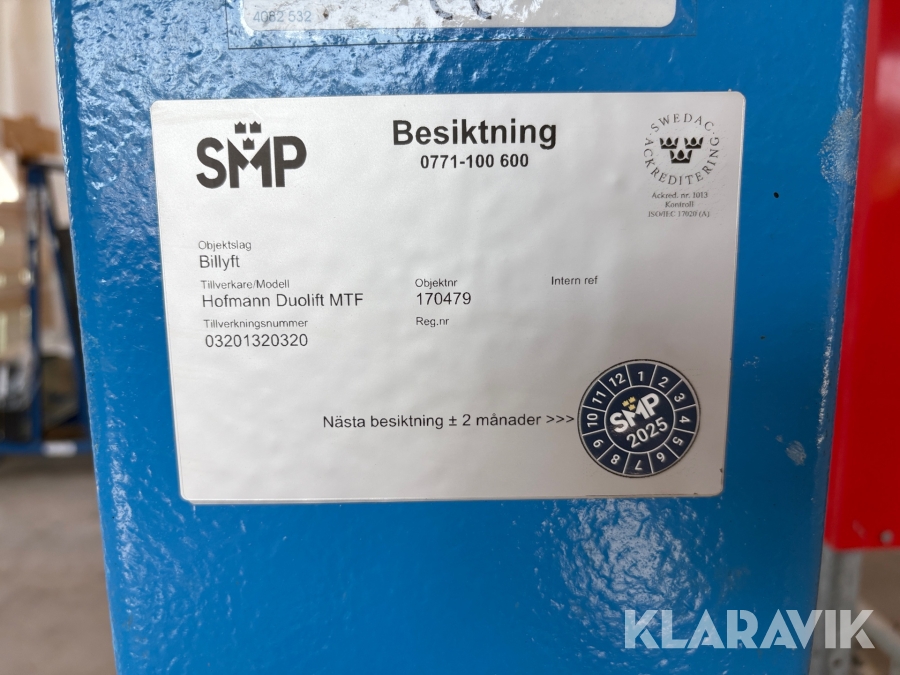 4082 532
CE
SMP
Besiktning
0771-100 600
SWEDAC
ACKREDITERING
Ackred. nr. 1013
Kontroll
ISO/IEC 17020 (A)
Objektslag
Billyft
Tillverkare/Modell
Hofmann Duolift MTF
Objektnr
170479
Intern ref
Tillverkningsnummer
03201320320
Reg.nr
Nästa besiktning ± 2 månader >>>
12 1 2 3 4 5 6 7 8 9 10 11
SMP
2025
KLARAVIK